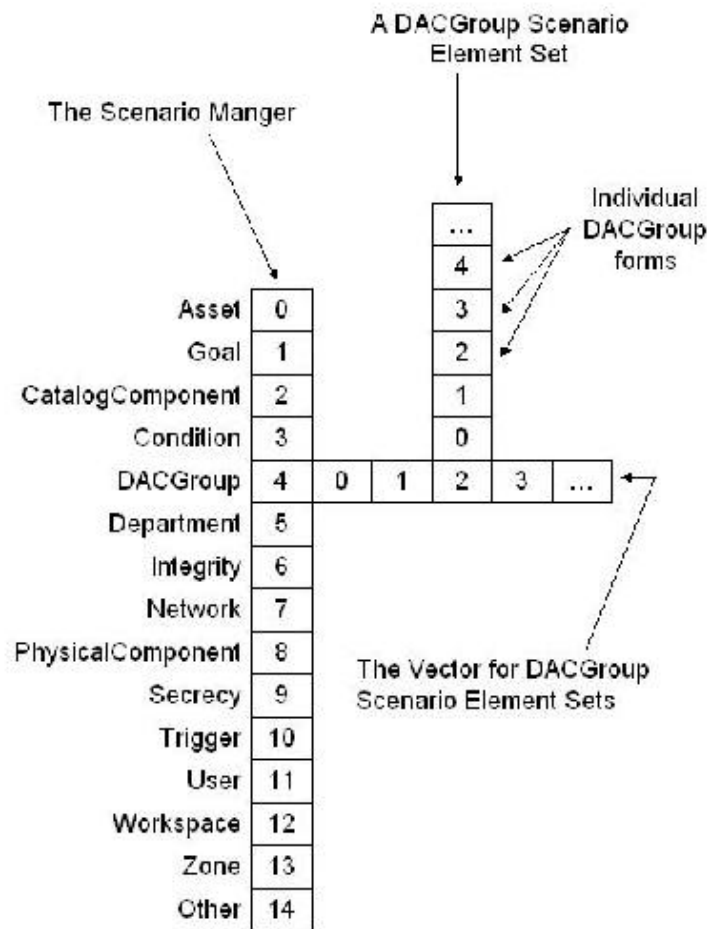 A DACGroup Scenario
Element Set
The Scenario Manger
Individual
DACGroup
forms
...
4
Asset 0 3
Goal 1 2
CatalogComponent 2 1
Condition 3 0
DACGroup 4 0 1 2 3 ...
Department 5
Integrity 6
Network 7
PhysicalComponent 8
Secrecy 9
Trigger 10
User 11
Workspace 12
Zone 13
Other 14
The Vector for DACGroup
Scenario Element Sets